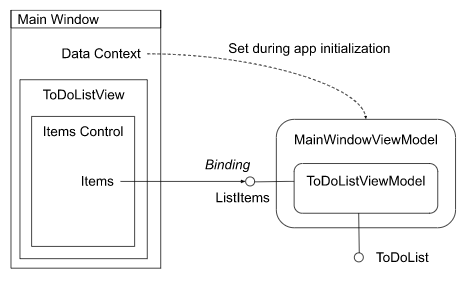 Main Window
Data Context
Set during app initialization
ToDoListView
Items Control
Items
Binding
ListItems
MainWindowViewModel
ToDoListViewModel
ToDoList